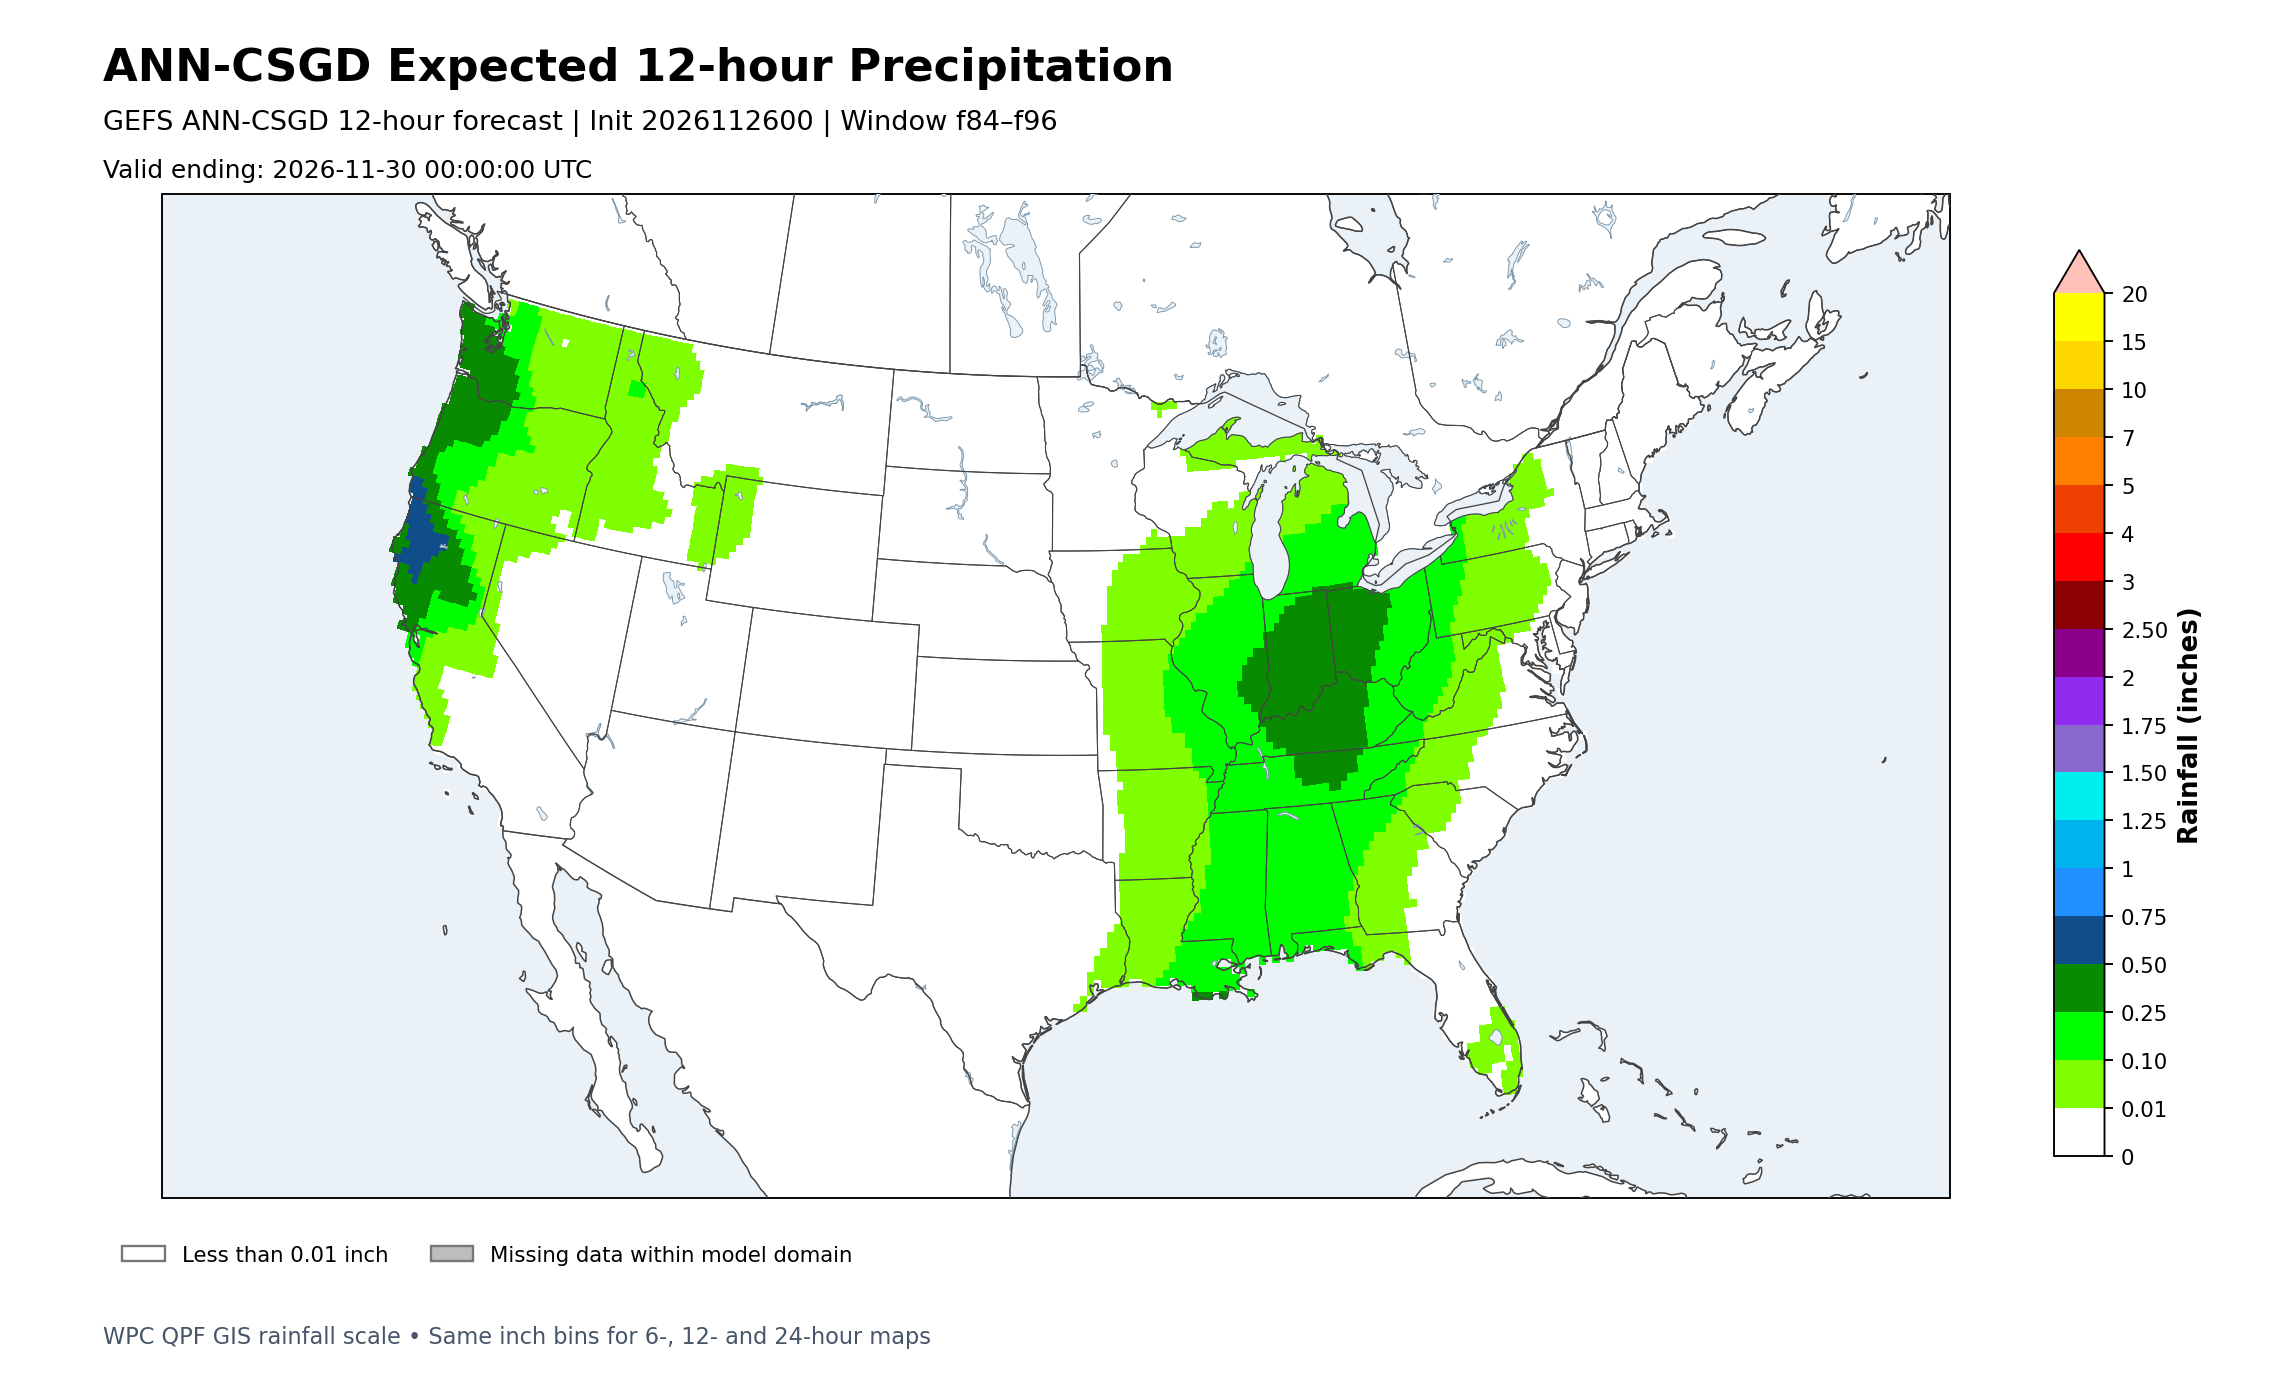 ANN-CSGD Expected 12-hour Precipitation
GEFS ANN-CSGD 12-hour forecast | Init 2026112600 | Window f84–f96
Valid ending: 2026-11-30 00:00:00 UTC
20
15
10
7
5
4
3
2.50
2
1.75
1.50
1.25
1
0.75
0.50
0.25
0.10
0.01
0
Rainfall (inches)
Less than 0.01 inch
Missing data within model domain
WPC QPF GIS rainfall scale • Same inch bins for 6-, 12- and 24-hour maps